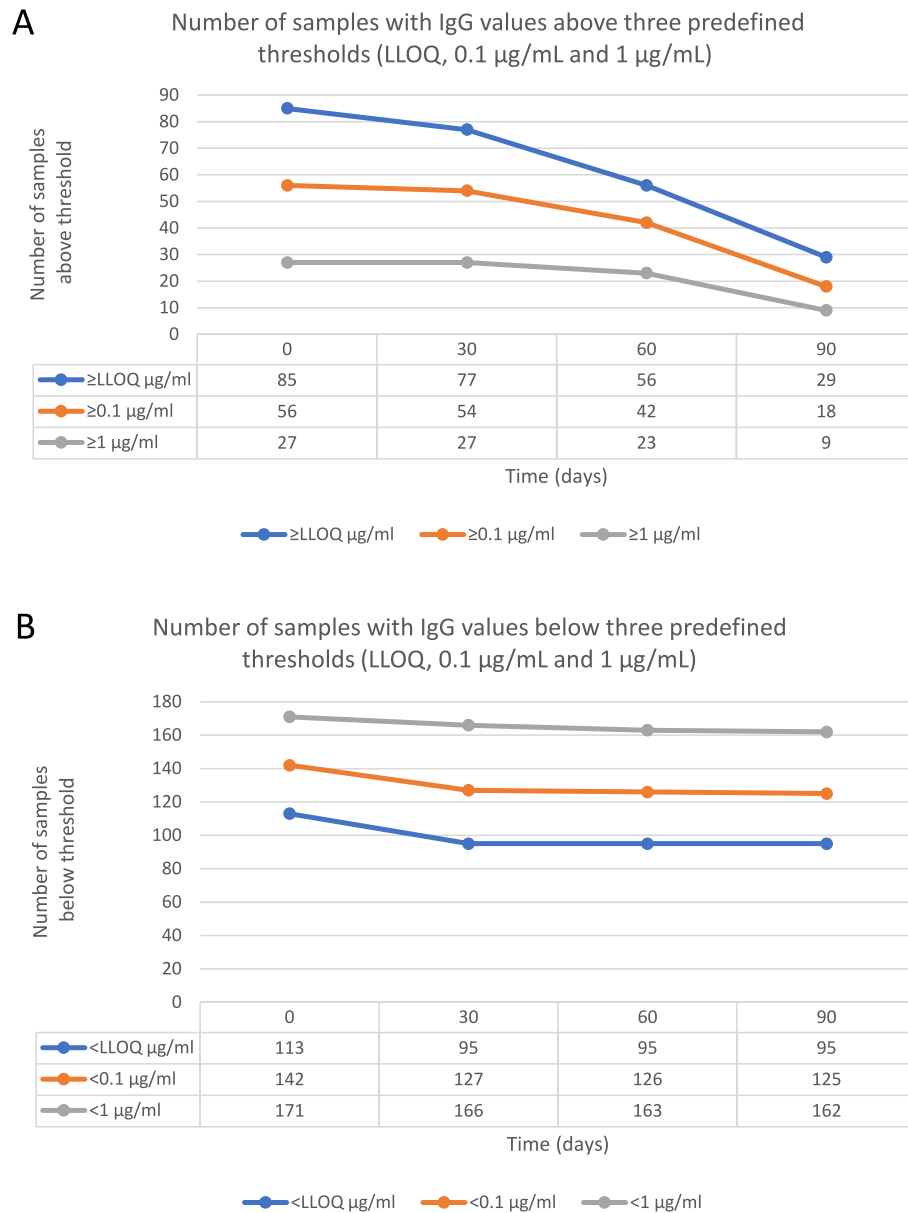 A
Number of samples with IgG values above three predefined
thresholds (LLOQ, 0.1 µg/mL and 1 µg/mL)
Number of samples
above threshold
90
80
70
60
50
40
30
20
10
0
0 30 60 90
≥LLOQ µg/ml 85 77 56 29
≥0.1 µg/ml 56 54 42 18
≥1 µg/ml 27 27 23 9
Time (days)
≥LLOQ µg/ml ≥0.1 µg/ml ≥1 µg/ml
B
Number of samples with IgG values below three predefined
thresholds (LLOQ, 0.1 µg/mL and 1 µg/mL)
Number of samples
below threshold
180
160
140
120
100
80
60
40
20
0
0 30 60 90
<LLOQ µg/ml 113 95 95 95
<0.1 µg/ml 142 127 126 125
<1 µg/ml 171 166 163 162
Time (days)
<LLOQ µg/ml <0.1 µg/ml <1 µg/ml